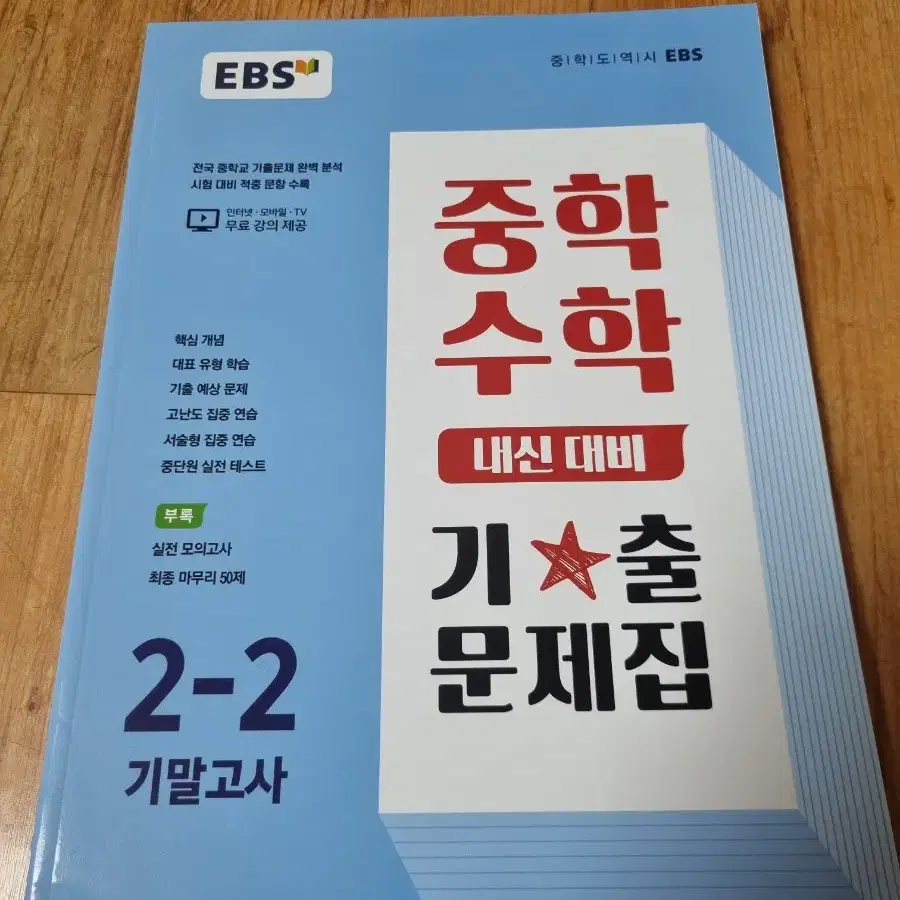 EBS
중|학|도|역|시 EBS
전국 중학교 기출문제 완벽 분석
시험 대비 적중 문항 수록
인터넷·모바일·TV
무료 강의 제공
중학
수학
내신 대비
기★출
문제집
핵심 개념
대표 유형 학습
기출 예상 문제
고난도 집중 연습
서술형 집중 연습
중단원 실전 테스트
부록
실전 모의고사
최종 마무리 50제
2-2
기말고사